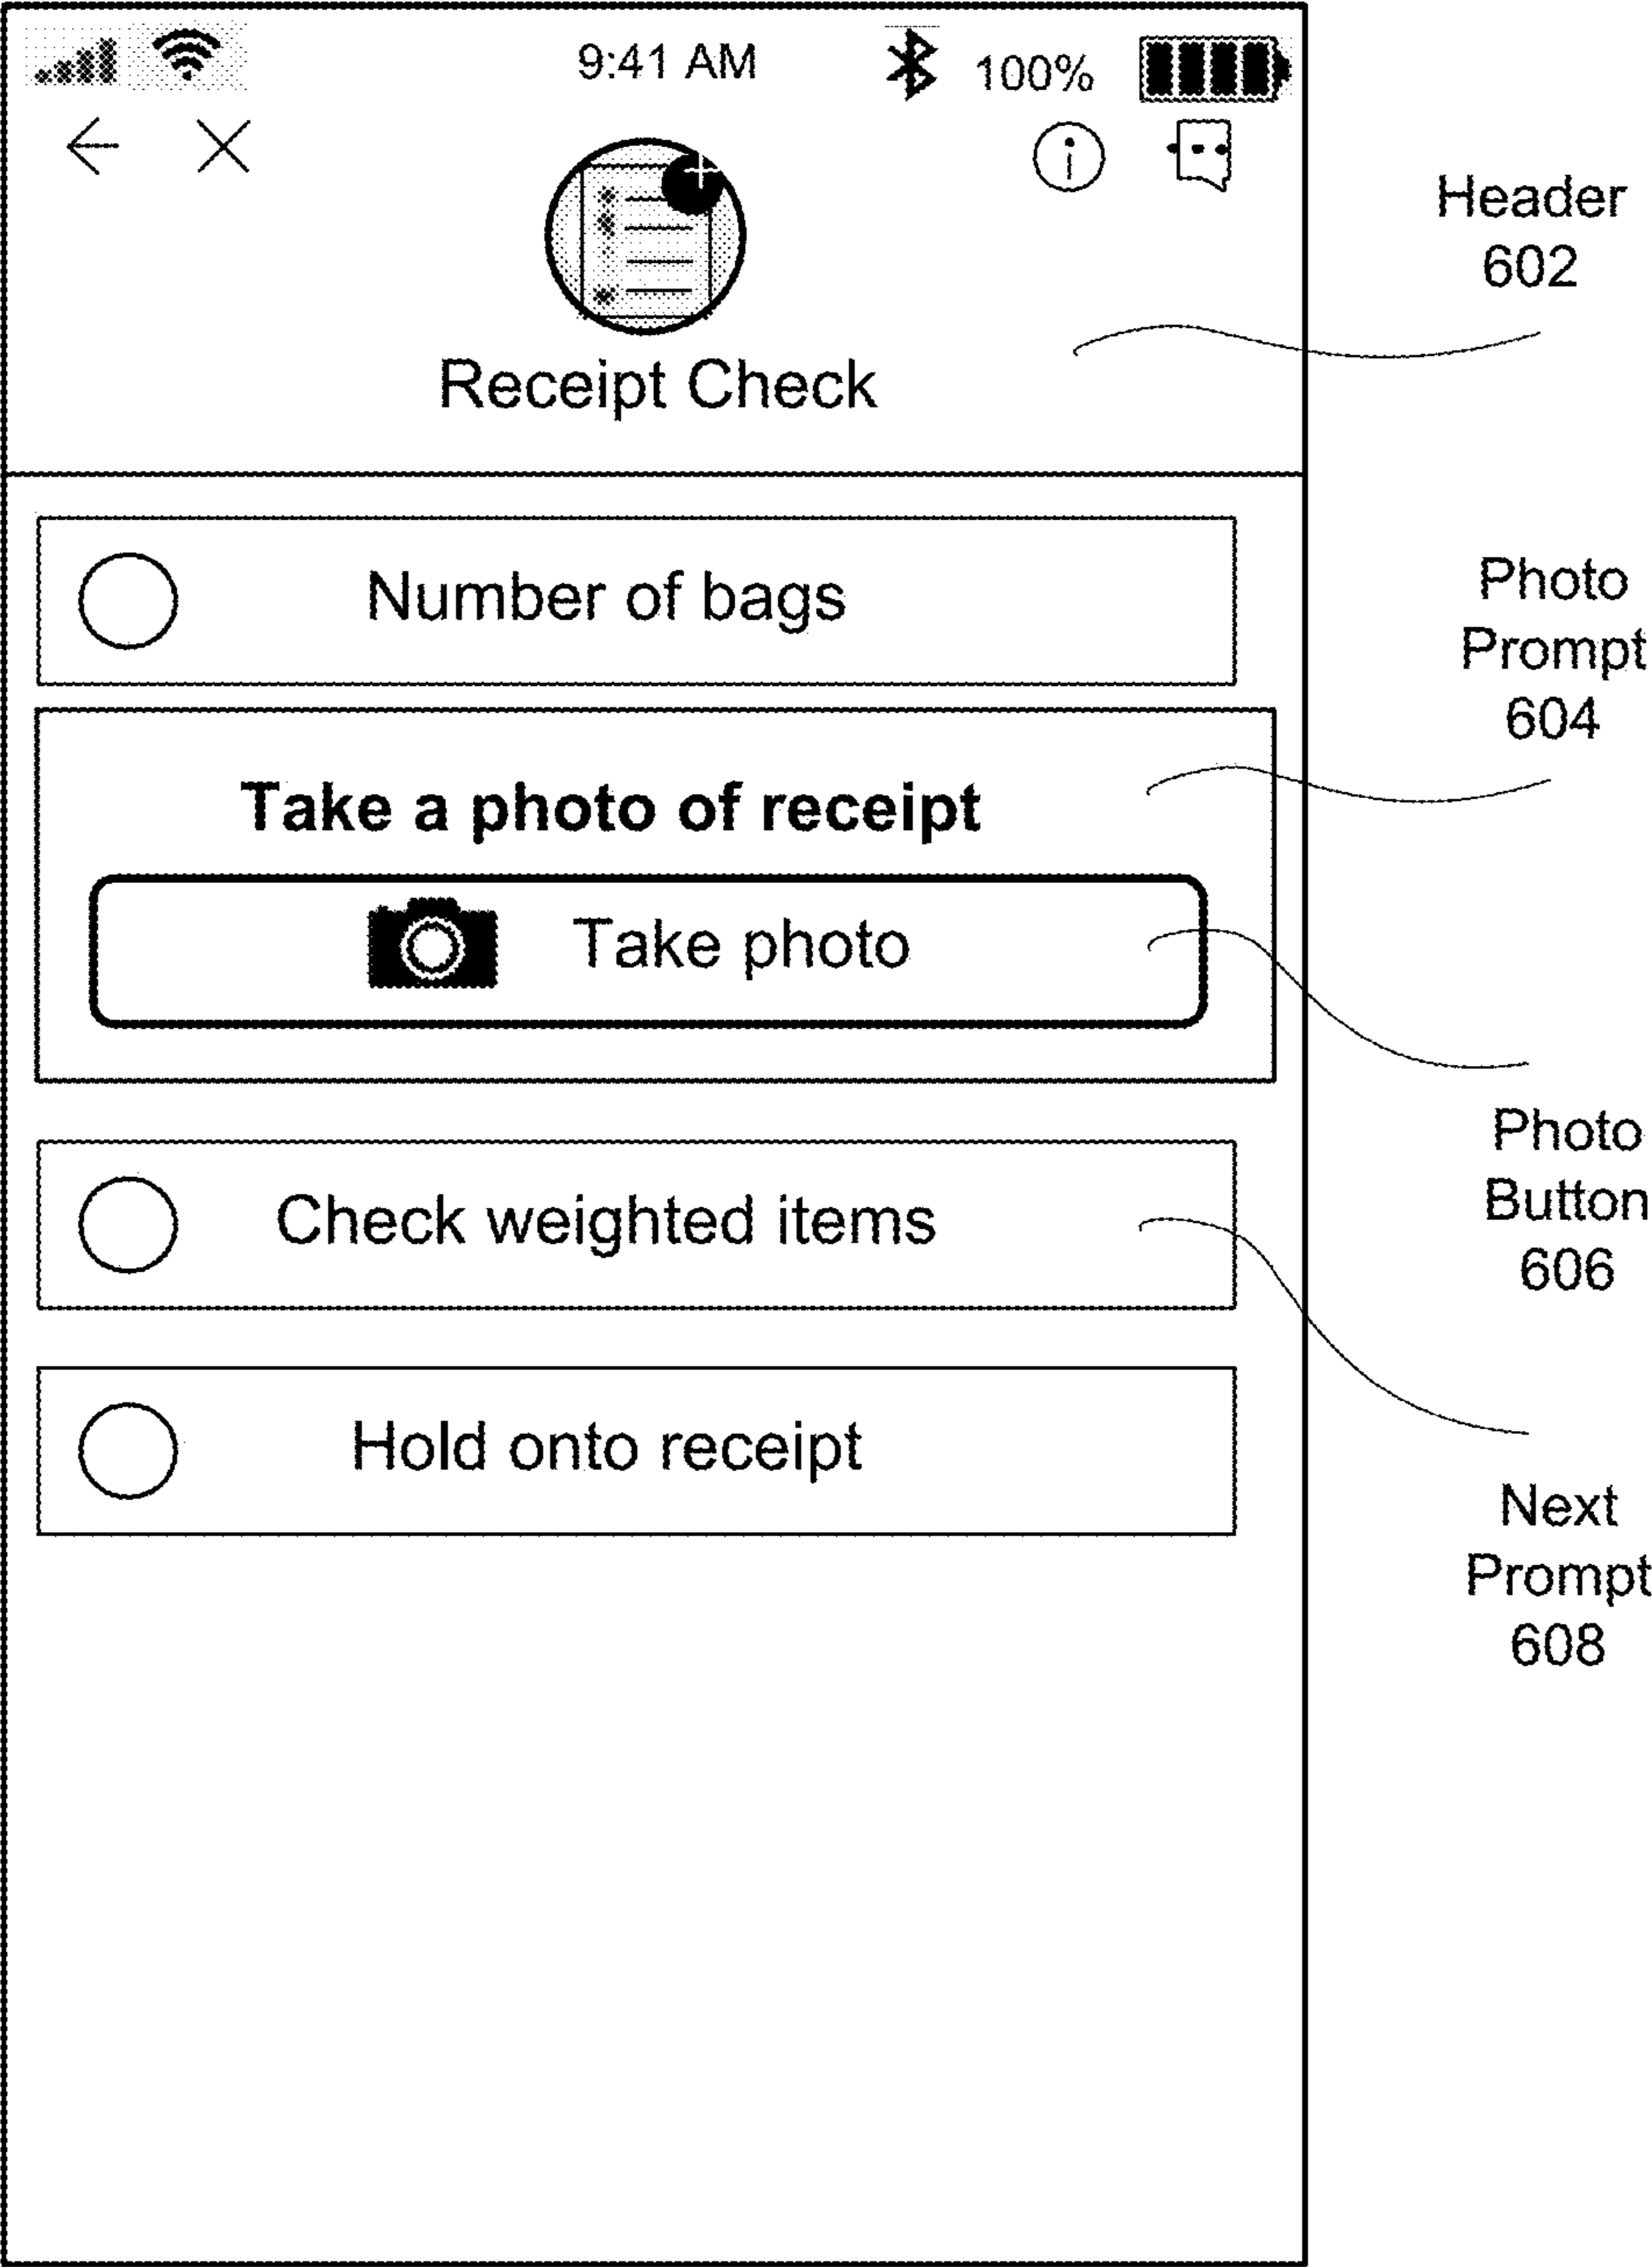 9:41 AM
100%
Receipt Check
Header
602
Number of bags
Photo
Prompt
604
Take a photo of receipt
Take photo
Photo
Button
606
Check weighted items
Hold onto receipt
Next
Prompt
608